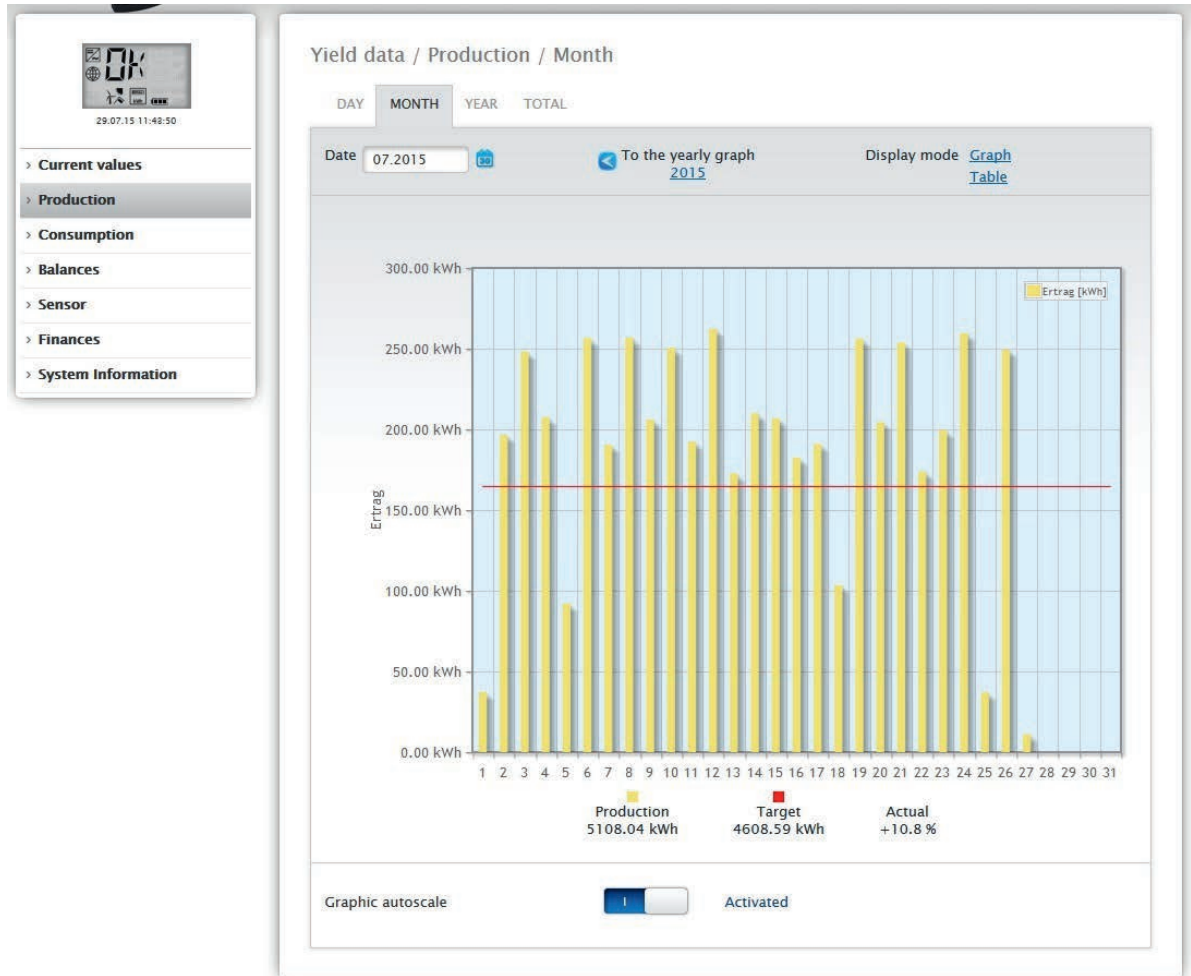 OK
29.07.15 11:48:50
Current values
Production
Consumption
Balances
Sensor
Finances
System Information
Yield data / Production / Month
DAY MONTH YEAR TOTAL
Date 07.2015 30 To the yearly graph Display mode Graph
2015 Table
300.00 kWh
Ertrag [kWh]
250.00 kWh
200.00 kWh
Ertrag
150.00 kWh
100.00 kWh
50.00 kWh
0.00 kWh
1 2 3 4 5 6 7 8 9 10 11 12 13 14 15 16 17 18 19 20 21 22 23 24 25 26 27 28 29 30 31
Production Target Actual
5108.04 kWh 4608.59 kWh +10.8 %
Graphic autoscale I Activated